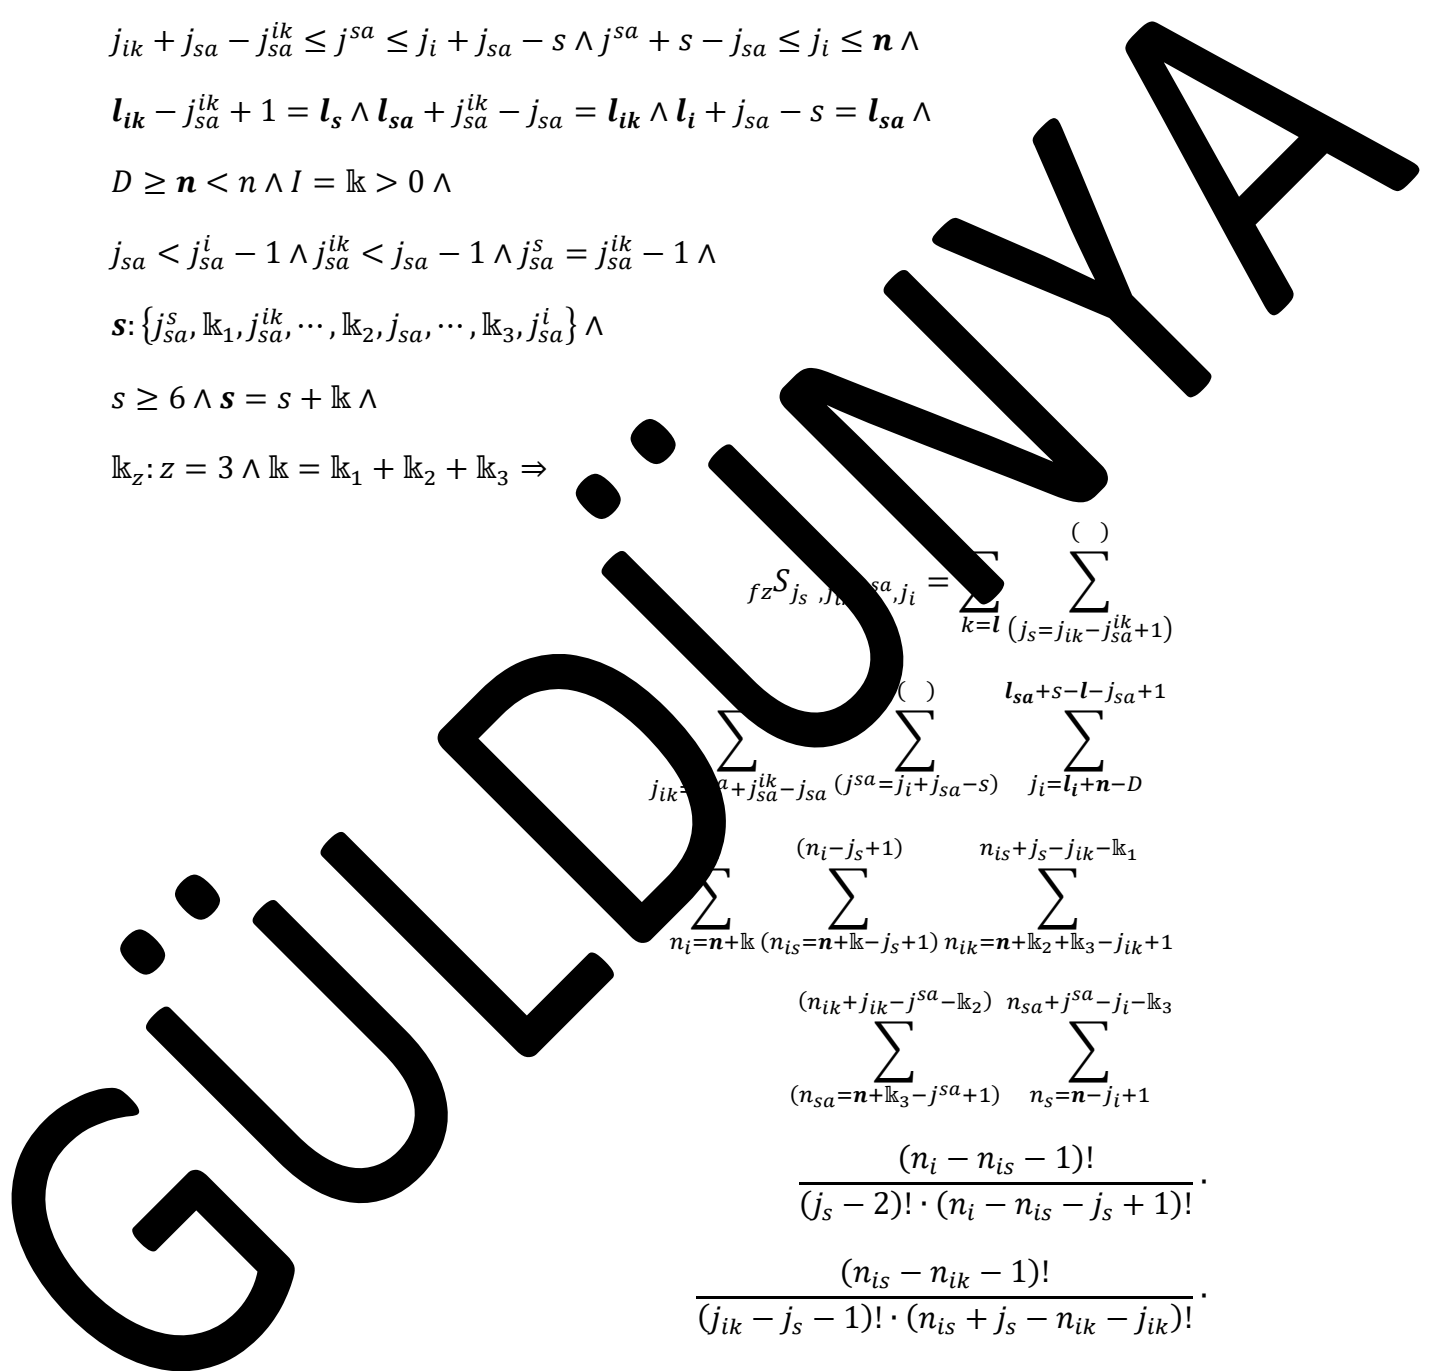 j_{ik} + j_{sa} − j_{sa}^{ik} ≤ j^{sa} ≤ j_i + j_{sa} − s ∧ j^{sa} + s − j_{sa} ≤ j_i ≤ n ∧
l_{ik} − j_{sa}^{ik} + 1 = l_s ∧ l_{sa} + j_{sa}^{ik} − j_{sa} = l_{ik} ∧ l_i + j_{sa} − s = l_{sa} ∧
D ≥ n < n ∧ I = 𝕜 > 0 ∧
j_{sa} < j_{sa}^{i} − 1 ∧ j_{sa}^{ik} < j_{sa} − 1 ∧ j_{sa}^{s} = j_{sa}^{ik} − 1 ∧
s: {j_{sa}^{s}, 𝕜_1, j_{sa}^{ik}, ⋯ , 𝕜_2, j_{sa}, ⋯ , 𝕜_3, j_{sa}^{i}} ∧
s ≥ 6 ∧ s = s + 𝕜 ∧
𝕜_z: z = 3 ∧ 𝕜 = 𝕜_1 + 𝕜_2 + 𝕜_3 ⇒
( )
_{fz}S_{j_s , j^{sa}, j_i} = ∑ ∑
k=l (j_s=j_{ik}−j_{sa}^{ik}+1)
( ) l_{sa}+s−l−j_{sa}+1
∑ ∑ ∑
j_{ik}= +j_{sa}^{ik}−j_{sa} (j^{sa}=j_i+j_{sa}−s) j_i=l_i+n−D
(n_i−j_s+1) n_{is}+j_s−j_{ik}−𝕜_1
∑ ∑ ∑
n_i=n+𝕜 (n_{is}=n+𝕜−j_s+1) n_{ik}=n+𝕜_2+𝕜_3−j_{ik}+1
(n_{ik}+j_{ik}−j^{sa}−𝕜_2) n_{sa}+j^{sa}−j_i−𝕜_3
∑ ∑
(n_{sa}=n+𝕜_3−j^{sa}+1) n_s=n−j_i+1
(n_i − n_{is} − 1)!
(j_s − 2)! · (n_i − n_{is} − j_s + 1)! ·
(n_{is} − n_{ik} − 1)!
(j_{ik} − j_s − 1)! · (n_{is} + j_s − n_{ik} − j_{ik})! ·
GÜLDÜNYA